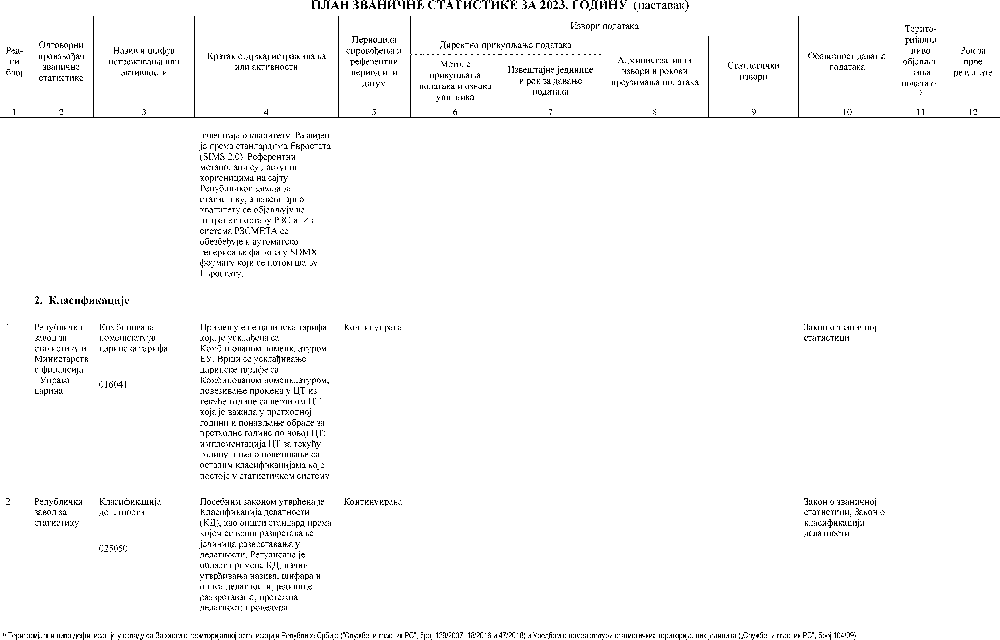 ПЛАН ЗВАНИЧНЕ СТАТИСТИКЕ ЗА 2023. ГОДИНУ (наставак)
Ред-
ни
број
Одговорни
произвођач
званичне
статистике
Назив и шифра
истраживања или
активности
Кратак садржај истраживања
или активности
Периодика
спровођења и
референтни
период или
датум
Извори података
Директно прикупљање података
Методе
прикупљања
података и ознака
упитника
Извештајне јединице
и рок за давање
података
Административни
извори и рокови
преузимања података
Статистички
извори
Обавезност давања
података
Терито-
ријални
ниво
објављи-
вања
података¹
⁾
Рок за
прве
резултате
1 2 3 4 5 6 7 8 9 10 11 12
извештаја о квалитету. Развијен
је према стандардима Евростата
(SIMS 2.0). Референтни
метаподаци су доступни
корисницима на сајту
Републичког завода за
статистику, а извештаји о
квалитету се објављују на
интранет порталу РЗС-а. Из
система РЗСМЕТА се
обезбеђује и аутоматско
генерисање фајлова у SDMX
формату који се потом шаљу
Евростату.
2. Класификације
1
Републички
завод за
статистику и
Министарств
о финансија
- Управа
царина
Комбинована
номенклатура –
царинска тарифа
016041
Примењује се царинска тарифа
која је усклађена са
Комбинованом номенклатуром
ЕУ. Врши се усклађивање
царинске тарифе са
Комбинованом номенклатуром;
повезивање промена у ЦТ из
текуће године са верзијом ЦТ
која је важила у претходној
години и понављање обраде за
претходне године по новој ЦТ;
имплементација ЦТ за текућу
годину и њено повезивање са
осталим класификацијама које
постоје у статистичком систему
Континуирана
Закон о званичној
статистици
2
Републички
завод за
статистику
Класификација
делатности
025050
Посебним законом утврђена је
Класификација делатности
(КД), као општи стандард према
којем се врши разврставање
јединица разврставања у
делатности. Регулисана је
област примене КД; начин
утврђивања назива, шифара и
описа делатности; јединице
разврставања; претежна
делатност; процедура
Континуирана
Закон о званичној
статистици, Закон о
класификацији
делатности
¹⁾ Територијални ниво дефинисан је у складу са Законом о територијалној организацији Републике Србије ("Службени гласник РС", број 129/2007, 18/2016 и 47/2018) и Уредбом о номенклатури статистичких територијалних јединица („Службени гласник РС", број 104/09).